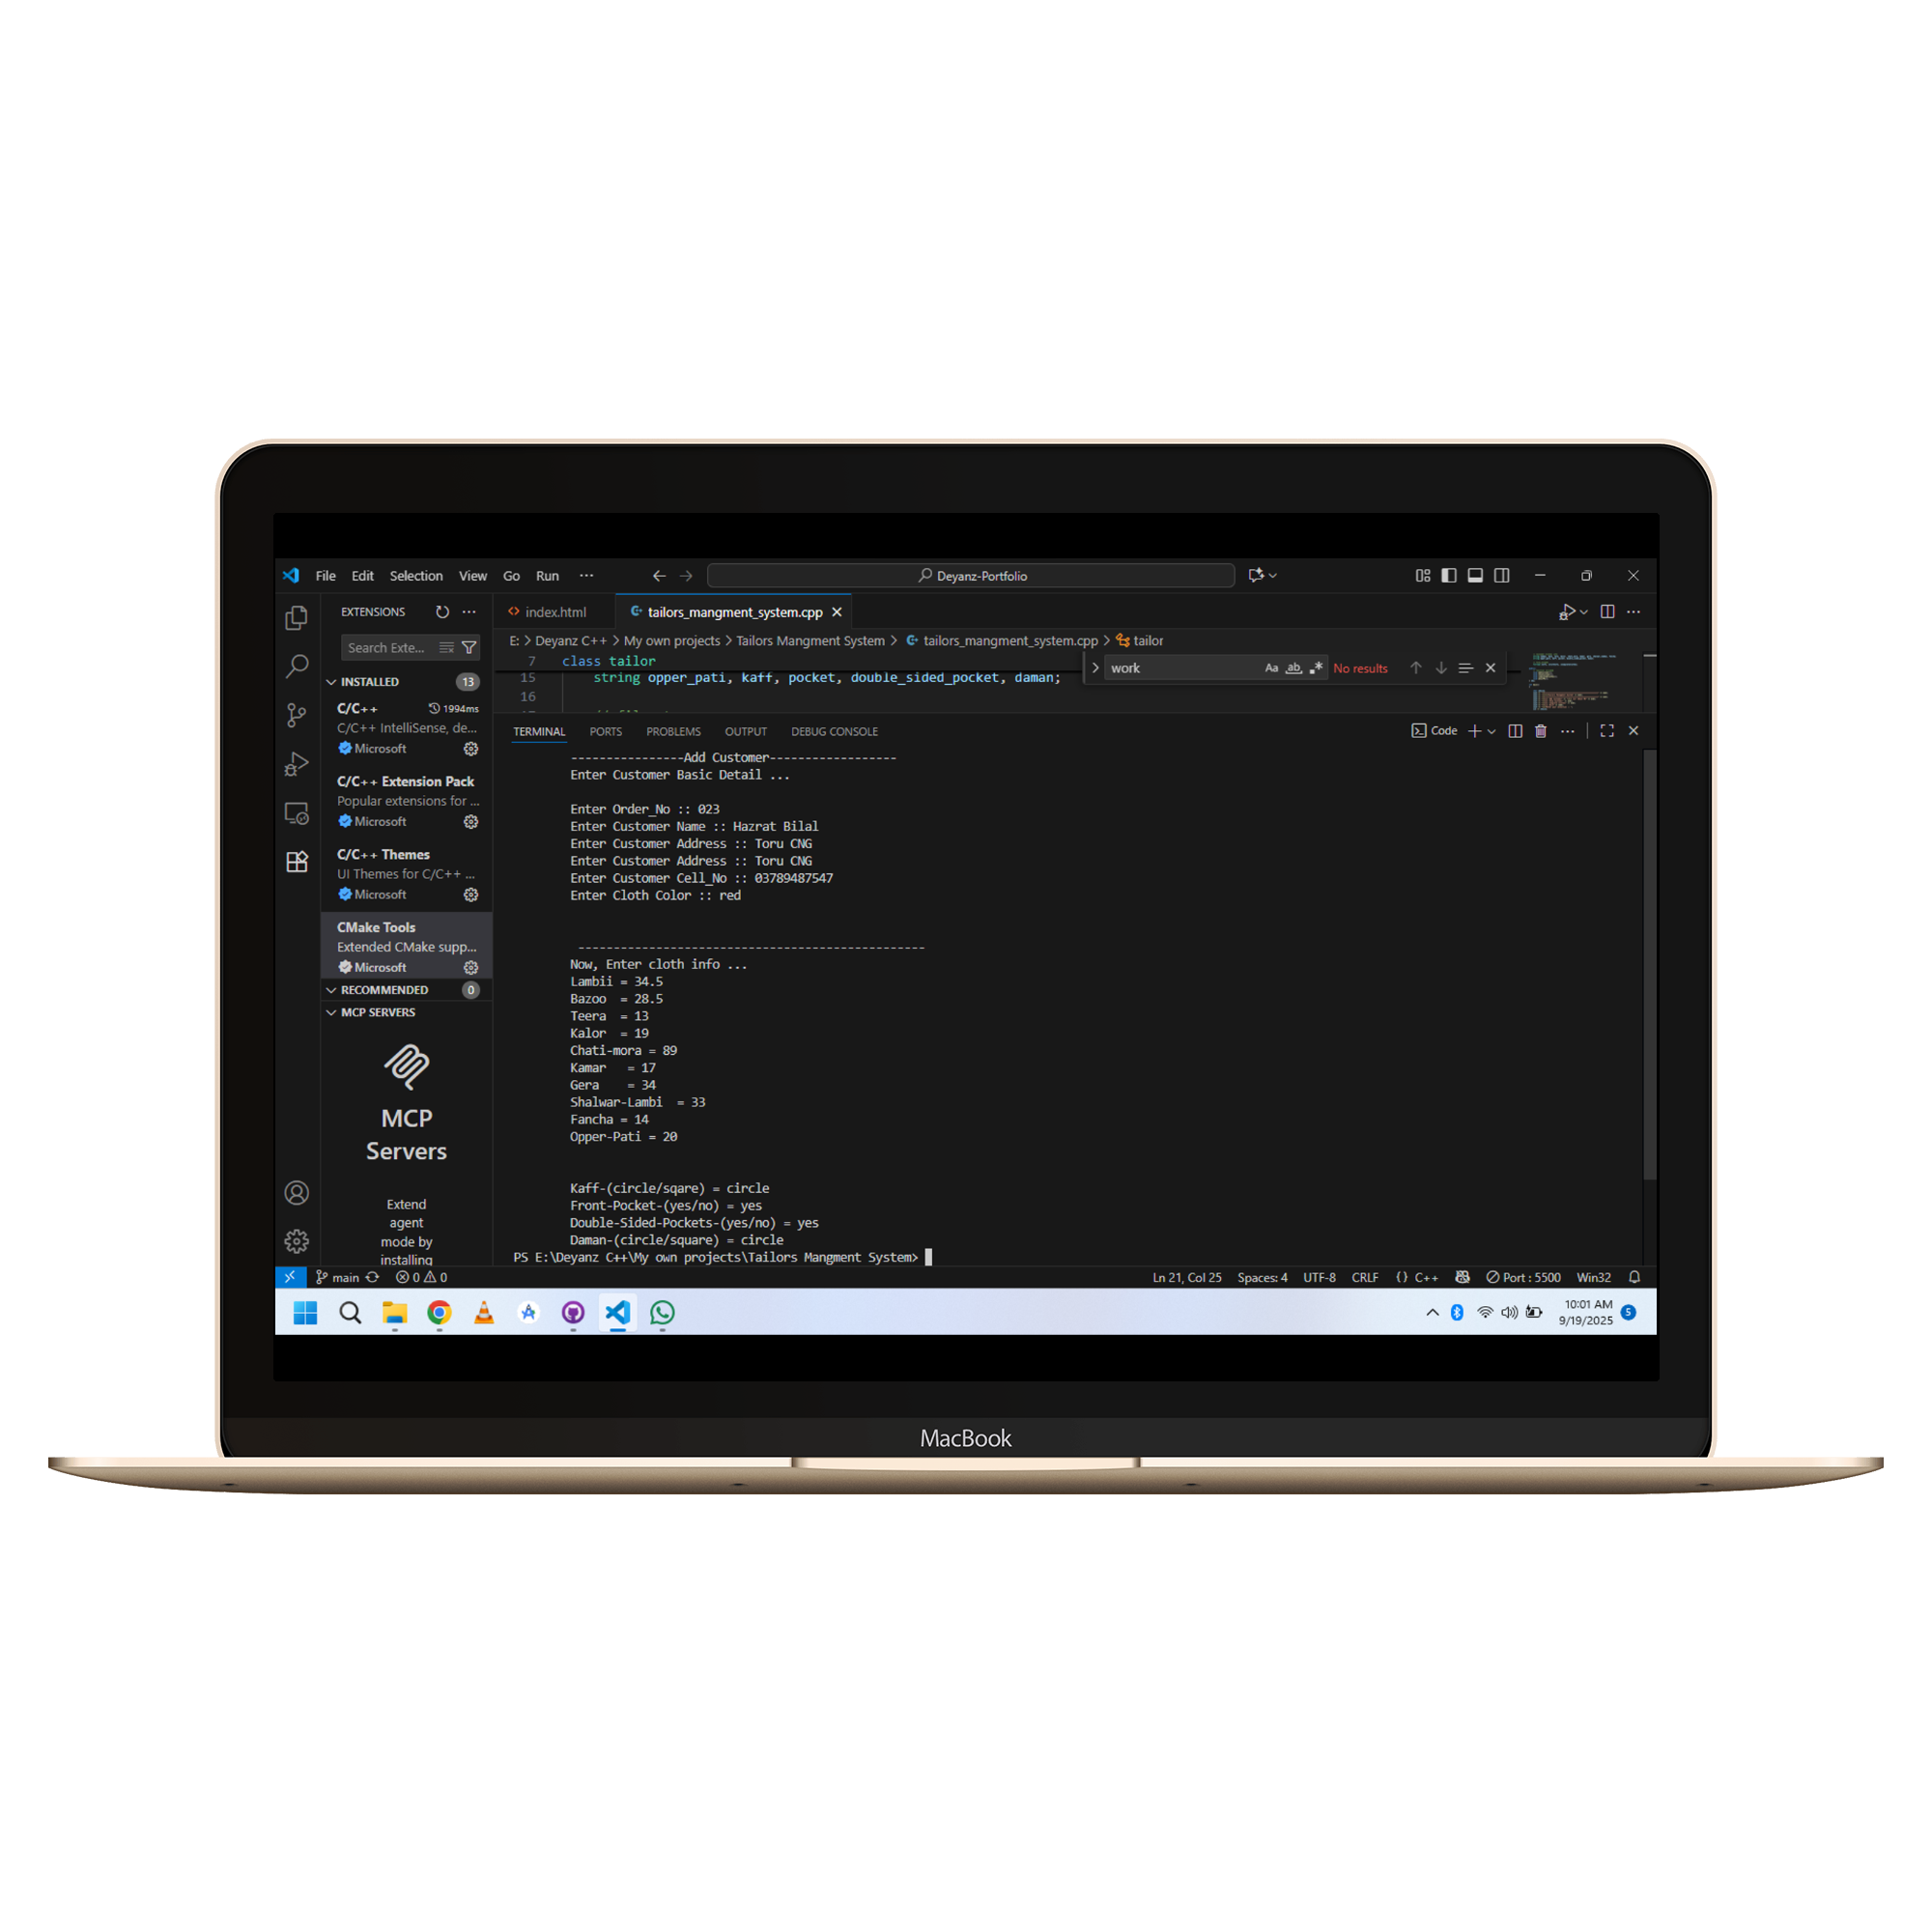 File Edit Selection View Go Run ···
Deyanz-Portfolio
EXTENSIONS
Search Exte...
INSTALLED 13
C/C++ 1994ms
C/C++ IntelliSense, de...
Microsoft
C/C++ Extension Pack
Popular extensions for ...
Microsoft
C/C++ Themes
UI Themes for C/C++ ...
Microsoft
CMake Tools
Extended CMake supp...
Microsoft
RECOMMENDED 0
MCP SERVERS
MCP
Servers
Extend
agent
mode by
installing
index.html tailors_mangment_system.cpp
E: > Deyanz C++ > My own projects > Tailors Mangment System > tailors_mangment_system.cpp > tailor
7 class tailor
15 string opper_pati, kaff, pocket, double_sided_pocket, daman;
16
work Aa ab .* No results
TERMINAL PORTS PROBLEMS OUTPUT DEBUG CONSOLE
Code
----------------Add Customer------------------
Enter Customer Basic Detail ...
Enter Order_No :: 023
Enter Customer Name :: Hazrat Bilal
Enter Customer Address :: Toru CNG
Enter Customer Address :: Toru CNG
Enter Customer Cell_No :: 03789487547
Enter Cloth Color :: red
-------------------------------------------------
Now, Enter cloth info ...
Lambii = 34.5
Bazoo = 28.5
Teera = 13
Kalor = 19
Chati-mora = 89
Kamar = 17
Gera = 34
Shalwar-Lambi = 33
Fancha = 14
Opper-Pati = 20
Kaff-(circle/sqare) = circle
Front-Pocket-(yes/no) = yes
Double-Sided-Pockets-(yes/no) = yes
Daman-(circle/square) = circle
PS E:\Deyanz C++\My own projects\Tailors Mangment System>
main 0 0
Ln 21, Col 25 Spaces: 4 UTF-8 CRLF {} C++ Port : 5500 Win32
10:01 AM
9/19/2025 5
MacBook